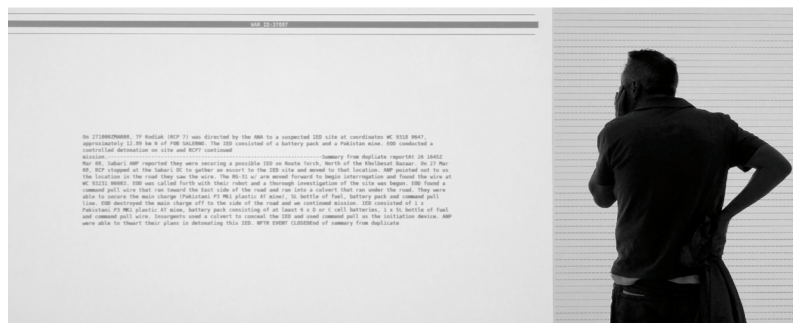 WAR_ID:37897
On 271000ZMAR08, TF Kodiak (RCP 7) was directed by the ANA to a suspected IED site at coordinates WC 9318 0647,
approximately 12.89 km N of FOB SALERNO. The IED consisted of a battery pack and a Pakistan mine. EOD conducted a
controlled detonation on site and RCP7 continued
mission.-------------------------------------------------------Summary from duplicate reportAt 26 1645Z
Mar 08, Sabari ANP reported they were securing a possible IED on Route Torch, North of the Kholbesat Bazaar. On 27 Mar
08, RCP stopped at the Sabari DC to gather an escort to the IED site and moved to that location. ANP pointed out to us
the location in the road they saw the wire. The RG-31 w/ arm moved forward to begin interrogation and found the wire at
WC 93231 06603. EOD was called forth with their robot and a thorough investigation of the site was begun. EOD found a
command pull wire that ran toward the East side of the road and ran into a culvert that ran under the road. They were
able to secure the main charge (Pakistani P3 MK1 plastic AT mine), 5L bottle of fuel, battery pack and command pull
line. EOD destroyed the main charge off to the side of the road and we continued mission. IED consisted of 1 x
Pakistani P3 MK1 plastic AT mine, battery pack consisting of at least 6 x D or C cell batteries, 1 x 5L bottle of fuel
and command pull wire. Insurgents used a culvert to conceal the IED and used command pull as the initiation device. ANP
were able to thwart their plans in detonating this IED. NFTR EVENT CLOSEDEnd of summary from duplicate